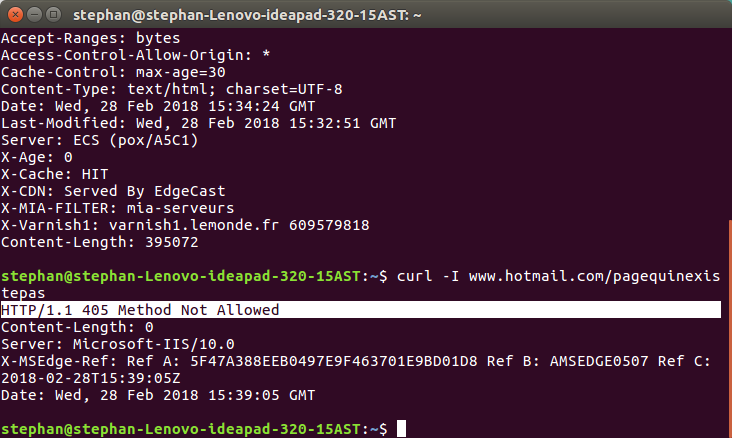 stephan@stephan-Lenovo-ideapad-320-15AST: ~
Accept-Ranges: bytes
Access-Control-Allow-Origin: *
Cache-Control: max-age=30
Content-Type: text/html; charset=UTF-8
Date: Wed, 28 Feb 2018 15:34:24 GMT
Last-Modified: Wed, 28 Feb 2018 15:32:51 GMT
Server: ECS (pox/A5C1)
X-Age: 0
X-Cache: HIT
X-CDN: Served By EdgeCast
X-MIA-FILTER: mia-serveurs
X-Varnish1: varnish1.lemonde.fr 609579818
Content-Length: 395072
stephan@stephan-Lenovo-ideapad-320-15AST:~$ curl -I www.hotmail.com/pagequinexis
tepas
HTTP/1.1 405 Method Not Allowed
Content-Length: 0
Server: Microsoft-IIS/10.0
X-MSEdge-Ref: Ref A: 5F47A388EEB0497E9F463701E9BD01D8 Ref B: AMSEDGE0507 Ref C:
2018-02-28T15:39:05Z
Date: Wed, 28 Feb 2018 15:39:05 GMT
stephan@stephan-Lenovo-ideapad-320-15AST:~$